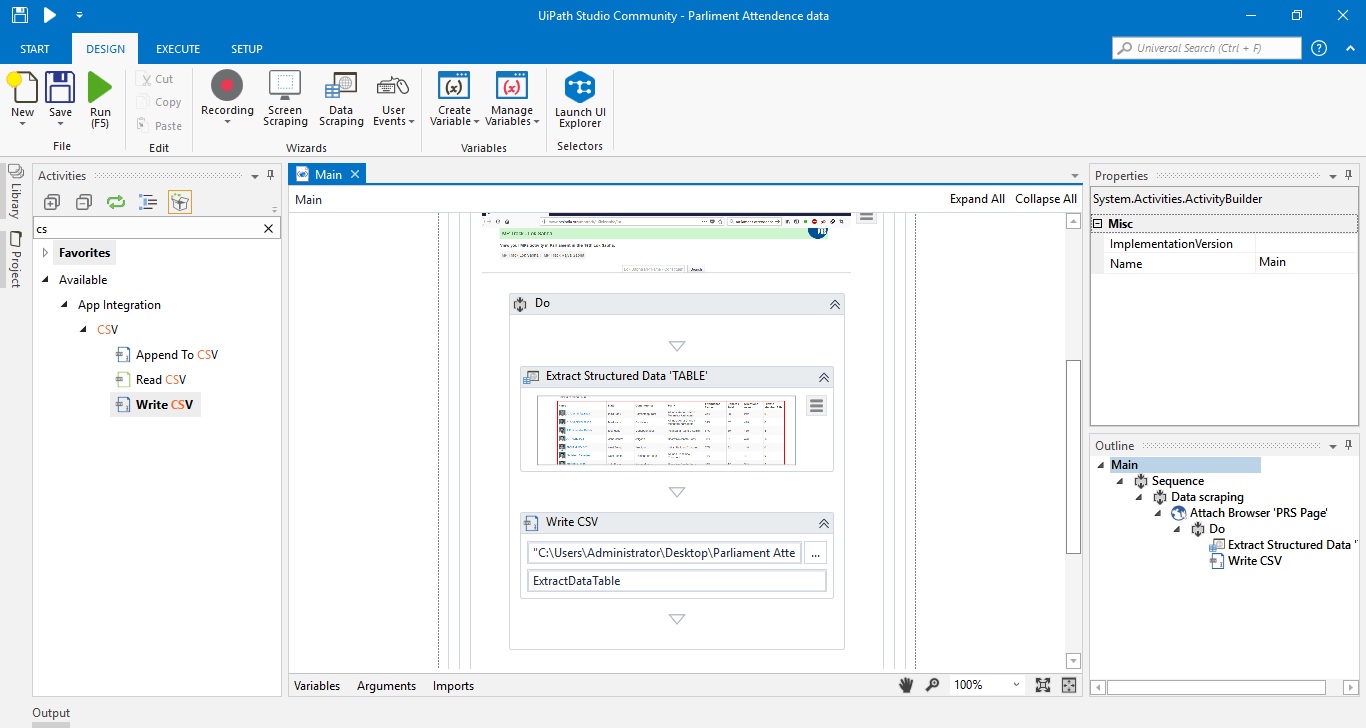 UiPath Studio Community - Parliment Attendence data
START DESIGN EXECUTE SETUP
Universal Search (Ctrl + F)
New
Save
Run
(F5)
Cut
Copy
Paste
Recording
Screen
Scraping
Data
Scraping
User
Events
Create
Variable
Manage
Variables
Launch UI
Explorer
File
Edit
Wizards
Variables
Selectors
Library
Project
Activities
cs
Favorites
Available
App Integration
CSV
Append To CSV
Read CSV
Write CSV
Main
Main
Expand All Collapse All
MP Track - Lok Sabha
Search
Do
Extract Structured Data 'TABLE'
Write CSV
"C:\Users\Administrator\Desktop\Parliament Atte
...
ExtractDataTable
Variables Arguments Imports
100%
Properties
System.Activities.ActivityBuilder
Misc
ImplementationVersion
Name Main
Outline
Main
Sequence
Data scraping
Attach Browser 'PRS Page'
Do
Extract Structured Data '
Write CSV
Output